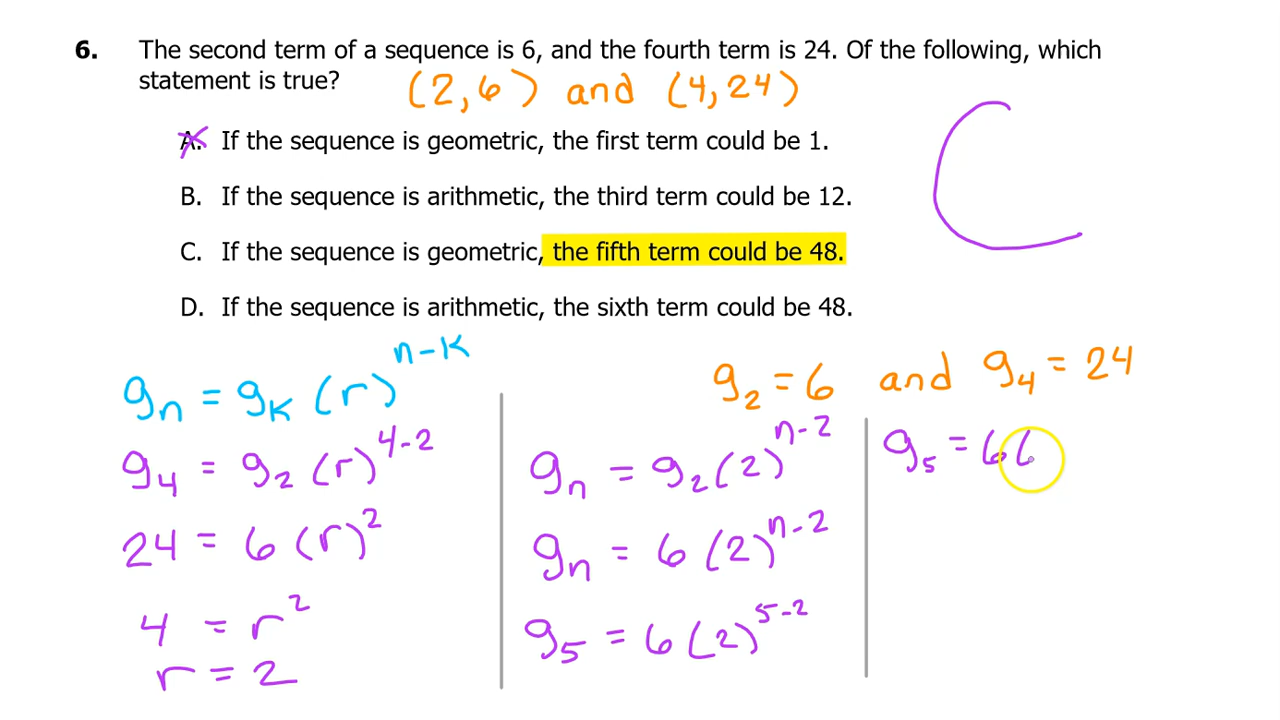 6. The second term of a sequence is 6, and the fourth term is 24. Of the following, which
statement is true?
(2,6) and (4,24)
A. If the sequence is geometric, the first term could be 1.
B. If the sequence is arithmetic, the third term could be 12.
C. If the sequence is geometric, the fifth term could be 48.
D. If the sequence is arithmetic, the sixth term could be 48.
C
gₙ = gₖ (r)ⁿ⁻ᵏ
g₄ = g₂ (r)⁴⁻²
24 = 6 (r)²
4 = r²
r = 2
g₂ = 6 and g₄ = 24
gₙ = g₂ (2)ⁿ⁻²
gₙ = 6 (2)ⁿ⁻²
g₅ = 6 (2)⁵⁻²
g₅ = 6(